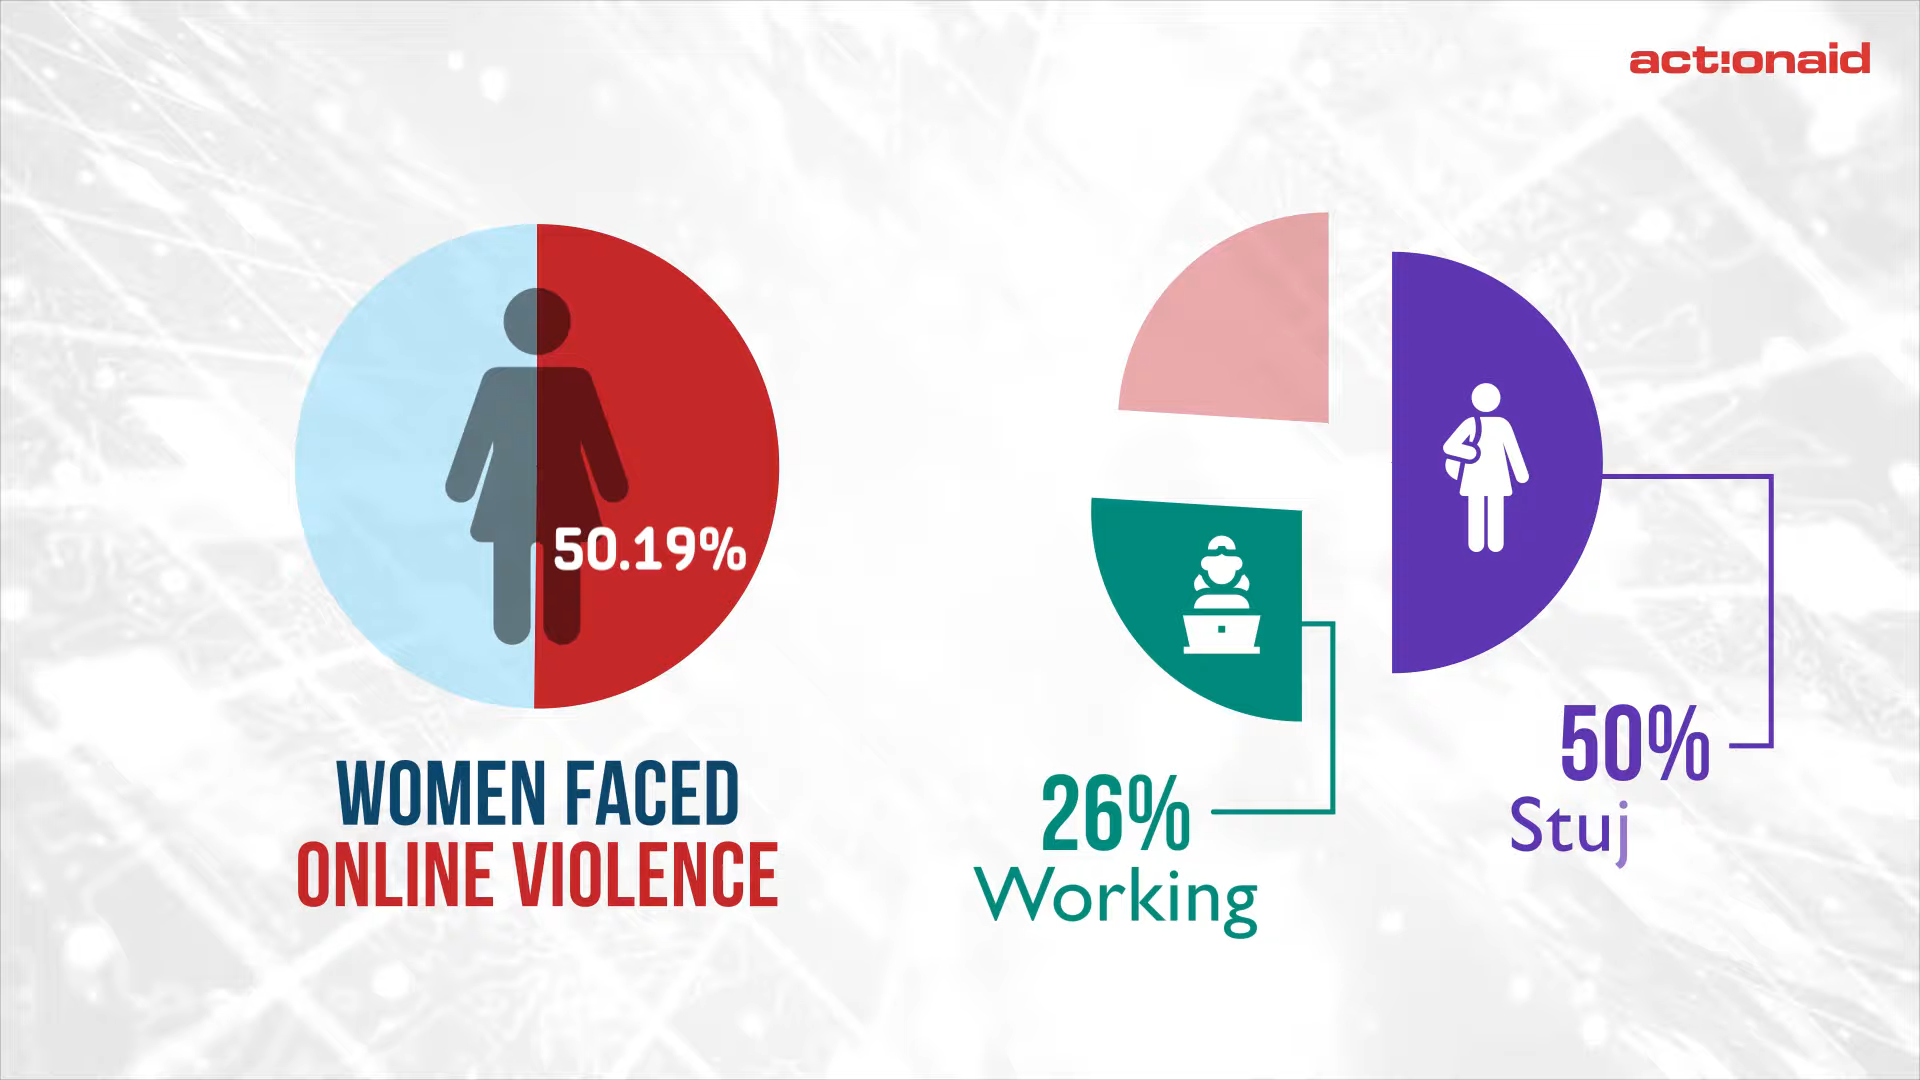 act!onaid
50.19%
WOMEN FACED
ONLINE VIOLENCE
26%
Working
50%
Stuj